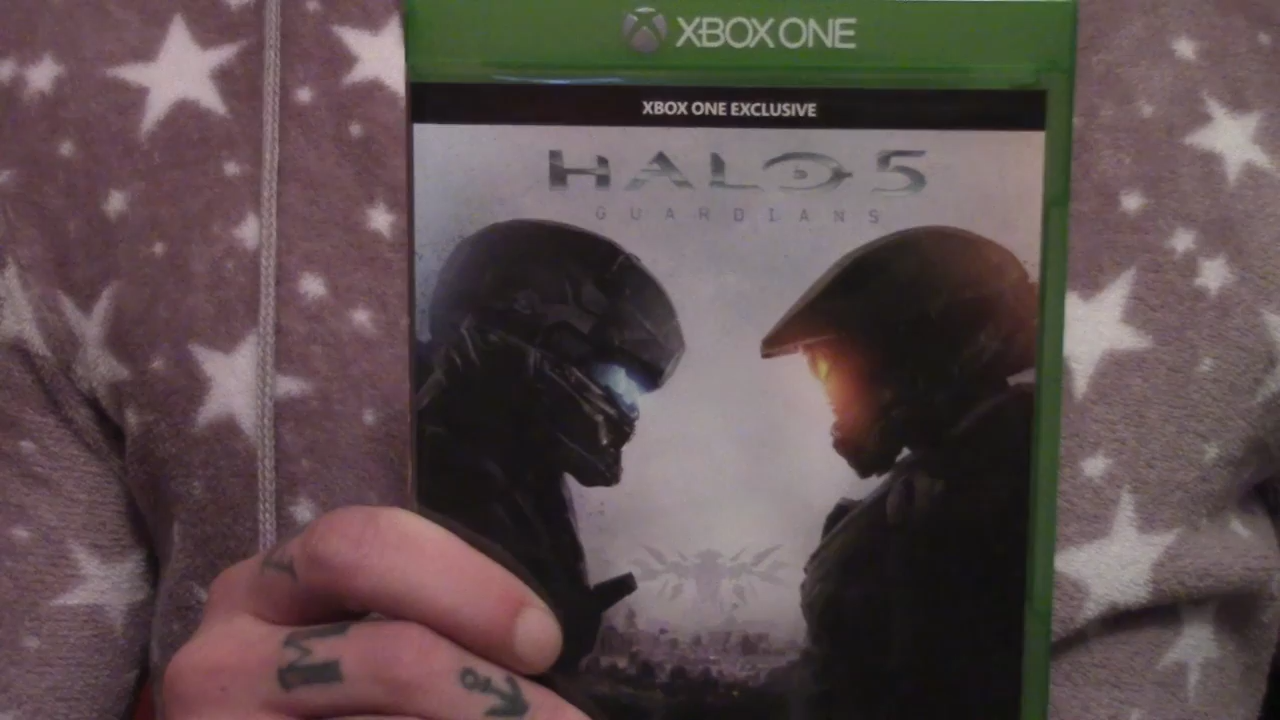 XBOX ONE
XBOX ONE EXCLUSIVE
HALO 5
GUARDIANS
M